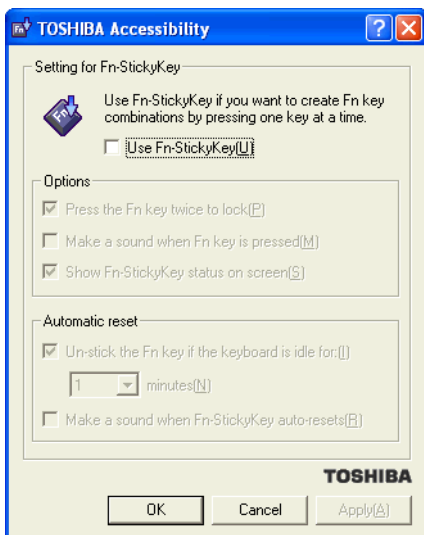 TOSHIBA Accessibility
Setting for Fn-StickyKey
Use Fn-StickyKey if you want to create Fn key
combinations by pressing one key at a time.
Use Fn-StickyKey(U)
Options
Press the Fn key twice to lock(P)
Make a sound when Fn key is pressed(M)
Show Fn-StickyKey status on screen(S)
Automatic reset
Un-stick the Fn key if the keyboard is idle for:(I)
1 minutes(N)
Make a sound when Fn-StickyKey auto-resets(R)
TOSHIBA
OK Cancel Apply(A)